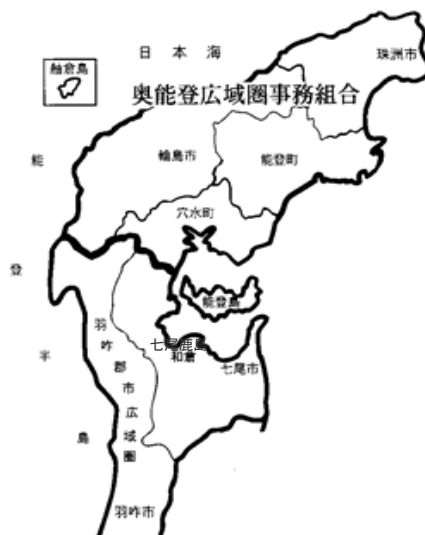 日本海
舳倉島
珠洲市
奥能登広域圏事務組合
能登半島
輪島市
能登町
穴水町
能登島
七尾鹿島
和倉
七尾市
羽咋郡市広域圏
羽咋市